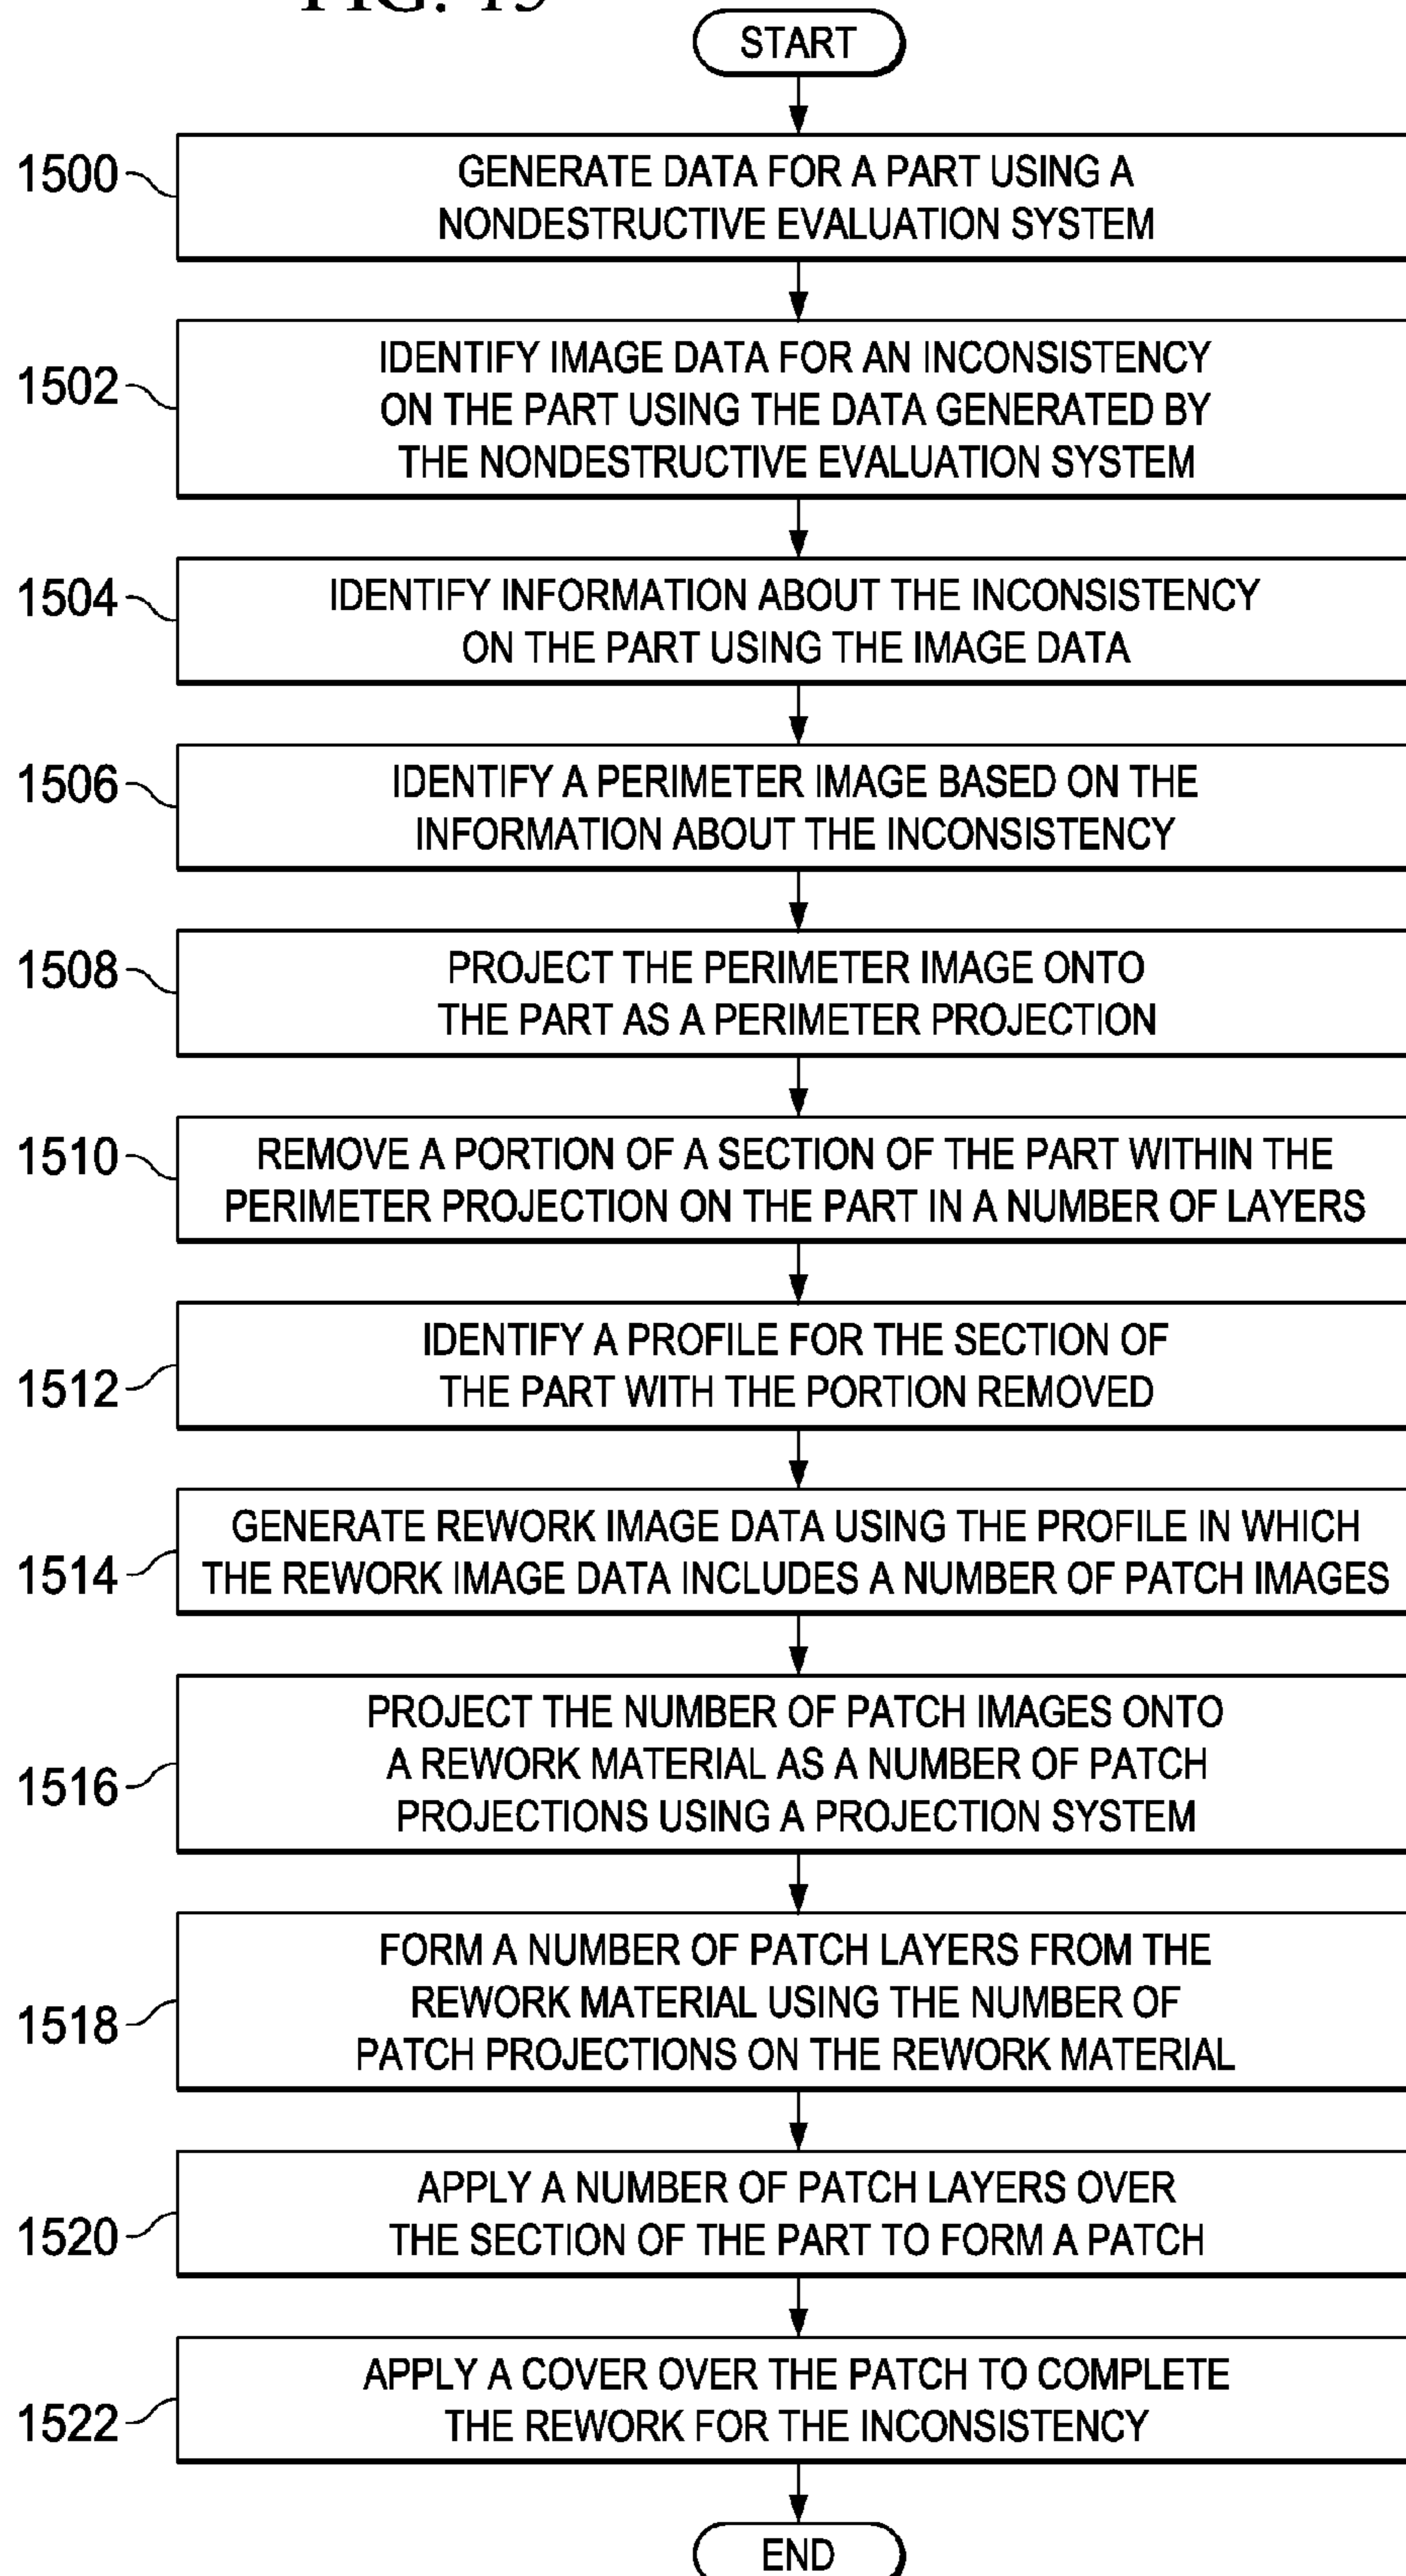 FIG. 15
START
1500
GENERATE DATA FOR A PART USING A
NONDESTRUCTIVE EVALUATION SYSTEM
1502
IDENTIFY IMAGE DATA FOR AN INCONSISTENCY
ON THE PART USING THE DATA GENERATED BY
THE NONDESTRUCTIVE EVALUATION SYSTEM
1504
IDENTIFY INFORMATION ABOUT THE INCONSISTENCY
ON THE PART USING THE IMAGE DATA
1506
IDENTIFY A PERIMETER IMAGE BASED ON THE
INFORMATION ABOUT THE INCONSISTENCY
1508
PROJECT THE PERIMETER IMAGE ONTO
THE PART AS A PERIMETER PROJECTION
1510
REMOVE A PORTION OF A SECTION OF THE PART WITHIN THE
PERIMETER PROJECTION ON THE PART IN A NUMBER OF LAYERS
1512
IDENTIFY A PROFILE FOR THE SECTION OF
THE PART WITH THE PORTION REMOVED
1514
GENERATE REWORK IMAGE DATA USING THE PROFILE IN WHICH
THE REWORK IMAGE DATA INCLUDES A NUMBER OF PATCH IMAGES
1516
PROJECT THE NUMBER OF PATCH IMAGES ONTO
A REWORK MATERIAL AS A NUMBER OF PATCH
PROJECTIONS USING A PROJECTION SYSTEM
1518
FORM A NUMBER OF PATCH LAYERS FROM THE
REWORK MATERIAL USING THE NUMBER OF
PATCH PROJECTIONS ON THE REWORK MATERIAL
1520
APPLY A NUMBER OF PATCH LAYERS OVER
THE SECTION OF THE PART TO FORM A PATCH
1522
APPLY A COVER OVER THE PATCH TO COMPLETE
THE REWORK FOR THE INCONSISTENCY
END